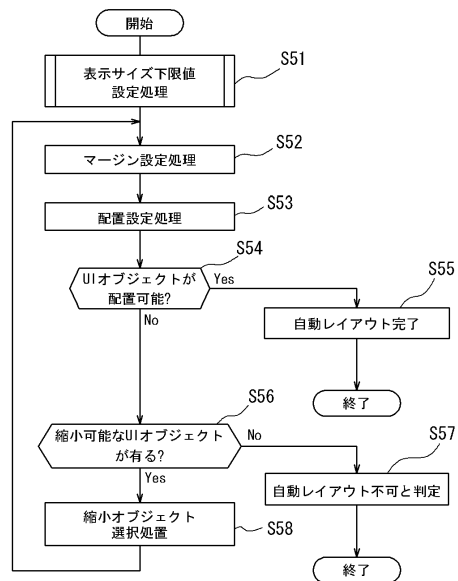 開始
表示サイズ下限値
設定処理
S51
マージン設定処理
S52
配置設定処理
S53
UIオブジェクトが
配置可能?
S54
Yes
No
自動レイアウト完了
S55
終了
縮小可能なUIオブジェクト
が有る?
S56
No
Yes
自動レイアウト不可と判定
S57
縮小オブジェクト
選択処置
S58
終了